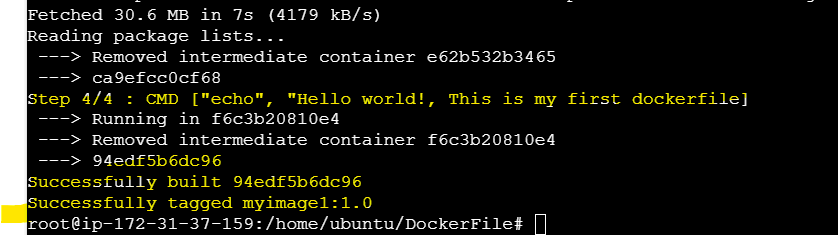 Fetched 30.6 MB in 7s (4179 kB/s)
Reading package lists...
 ---> Removed intermediate container e62b532b3465
 ---> ca9efcc0cf68
Step 4/4 : CMD ["echo", "Hello world!, This is my first dockerfile]
 ---> Running in f6c3b20810e4
 ---> Removed intermediate container f6c3b20810e4
 ---> 94edf5b6dc96
Successfully built 94edf5b6dc96
Successfully tagged myimage1:1.0
root@ip-172-31-37-159:/home/ubuntu/DockerFile#